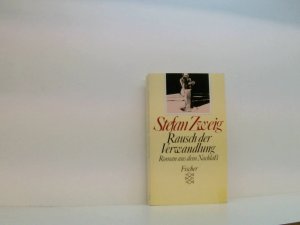 Stefan Zweig
Rausch der
Verwandlung
Roman aus dem Nachlaß
Fischer